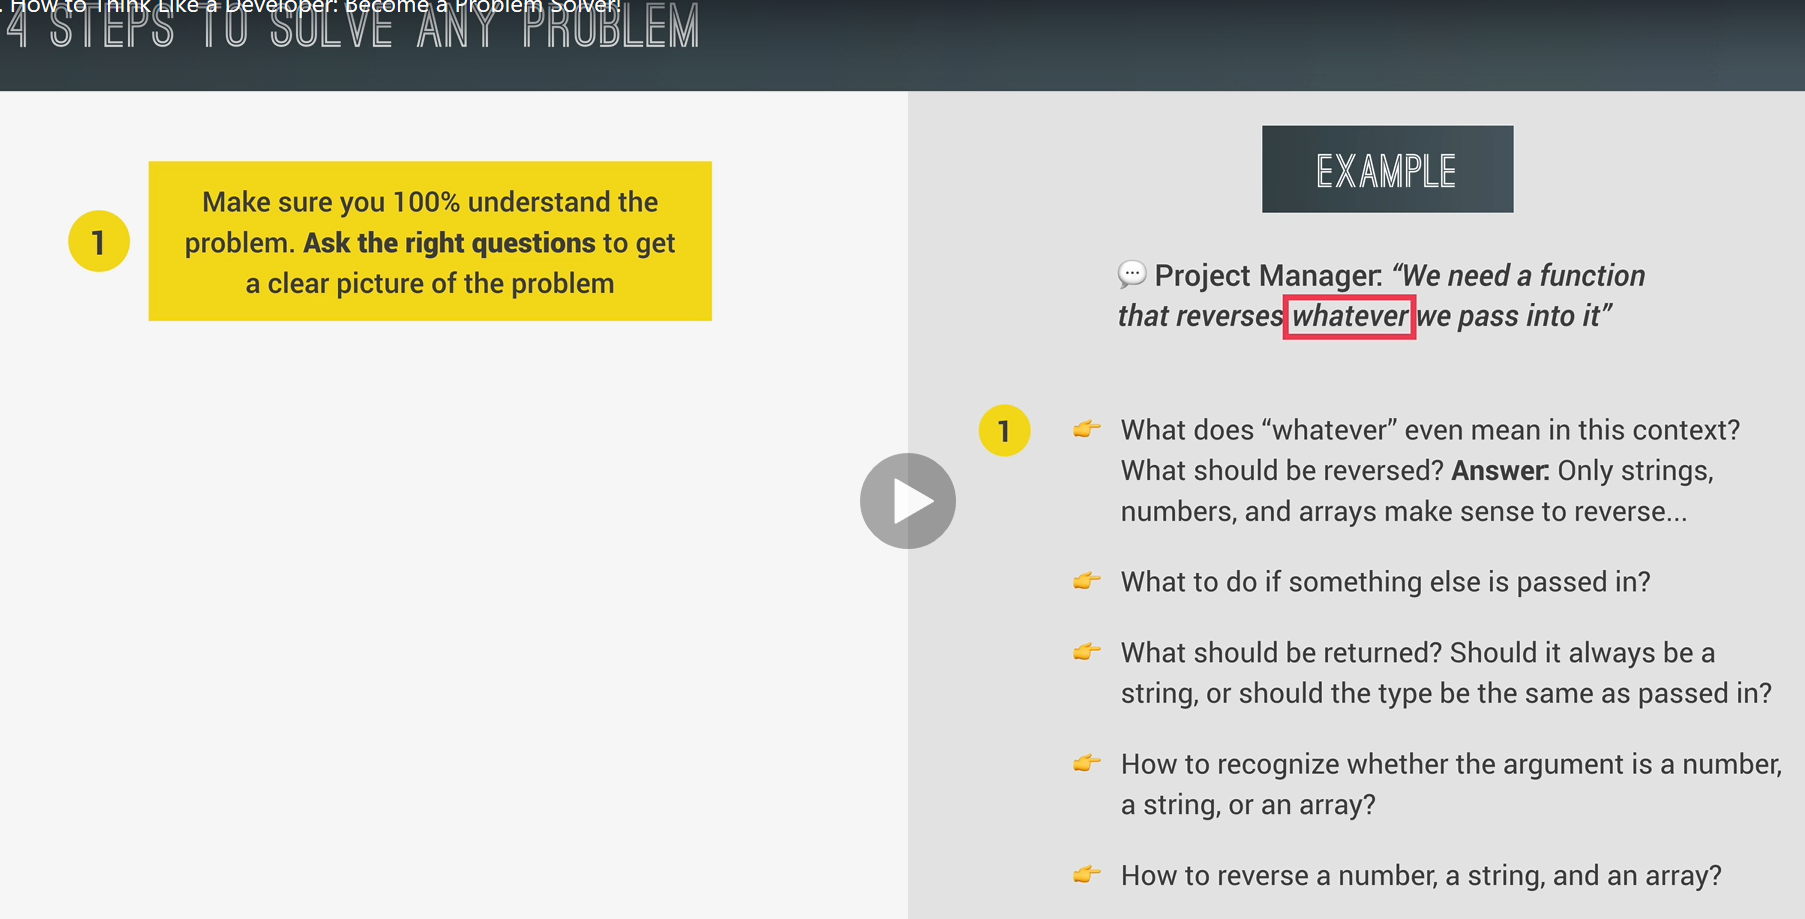 . How to Think Like a Developer: Become a Problem Solver!
4 STEPS TO SOLVE ANY PROBLEM
1
Make sure you 100% understand the
problem. Ask the right questions to get
a clear picture of the problem
EXAMPLE
💬 Project Manager: “We need a function
that reverses whatever we pass into it”
1
👉 What does “whatever” even mean in this context?
What should be reversed? Answer: Only strings,
numbers, and arrays make sense to reverse...
👉 What to do if something else is passed in?
👉 What should be returned? Should it always be a
string, or should the type be the same as passed in?
👉 How to recognize whether the argument is a number,
a string, or an array?
👉 How to reverse a number, a string, and an array?